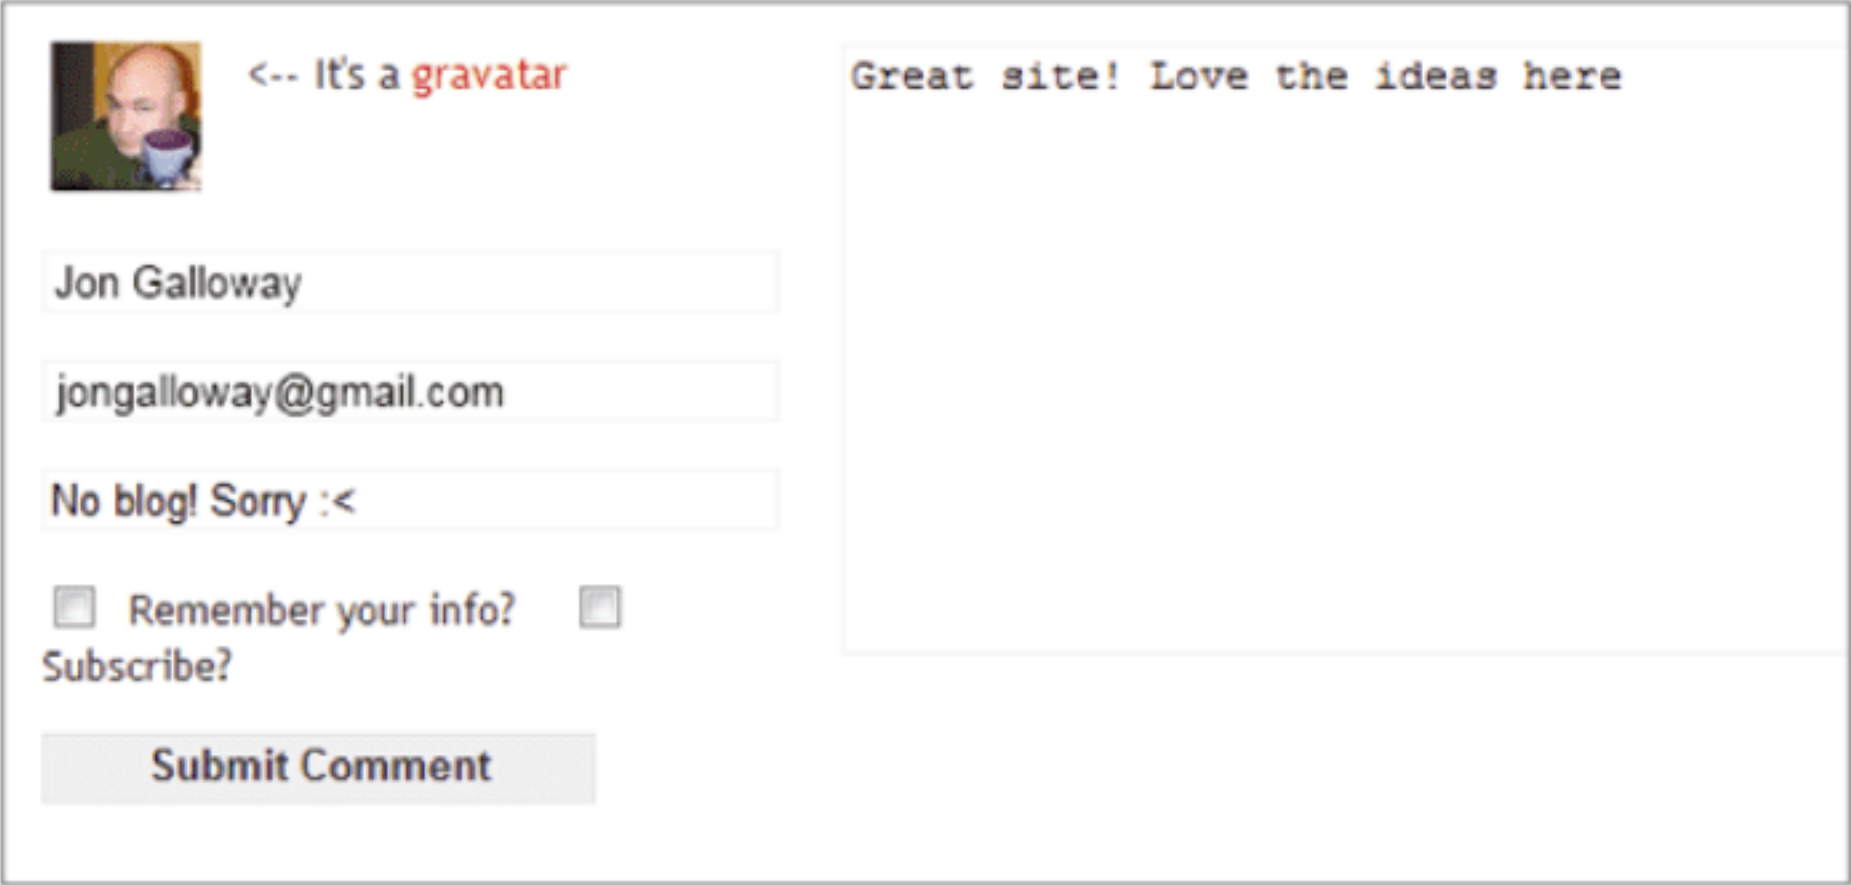 <-- It's a gravatar
Great site! Love the ideas here
Jon Galloway
jongalloway@gmail.com
No blog! Sorry :<
Remember your info?
Subscribe?
Submit Comment